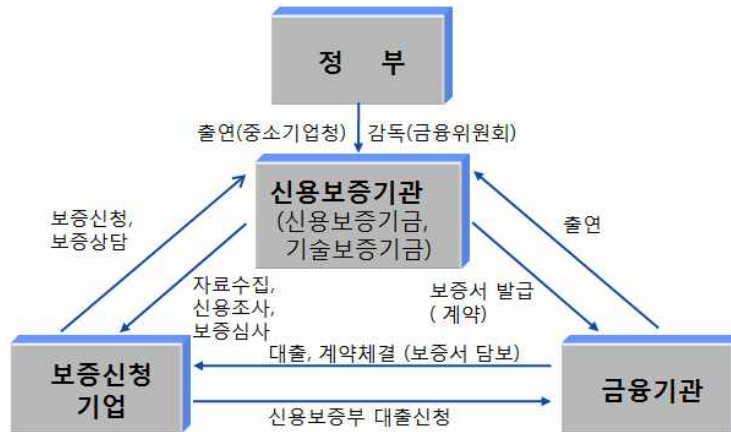 정 부
출연(중소기업청) 감독(금융위원회)
신용보증기관
(신용보증기금,
기술보증기금)
보증신청,
보증상담
출연
자료수집,
신용조사,
보증심사
보증서 발급
( 계약)
대출, 계약체결 (보증서 담보)
보증신청
기업
금융기관
신용보증부 대출신청